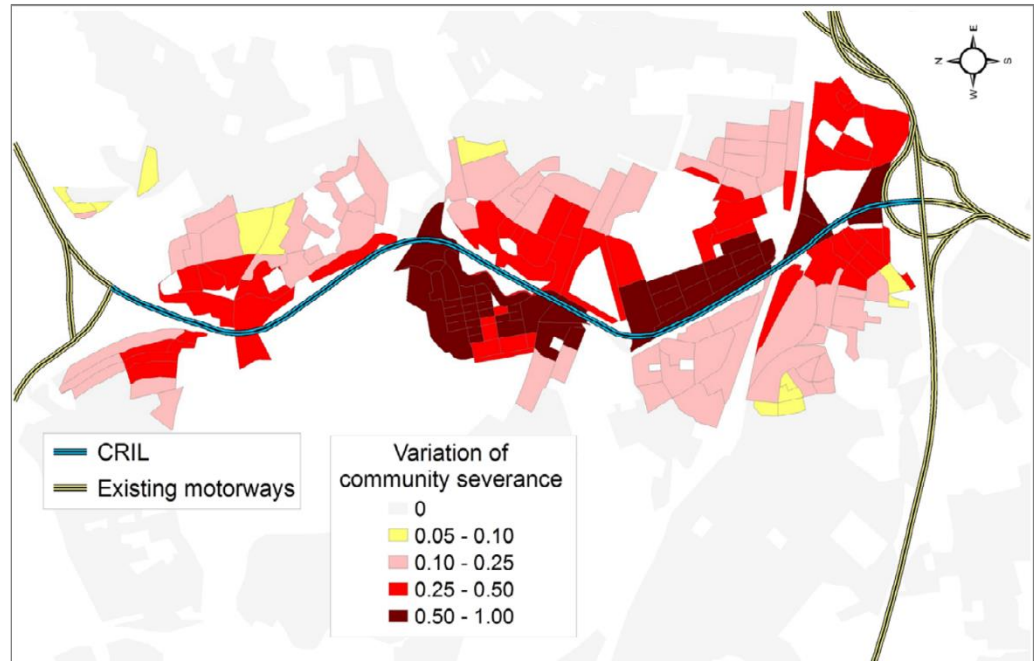 E
N
S
W
CRIL
Existing motorways
Variation of
community severance
0
0.05 - 0.10
0.10 - 0.25
0.25 - 0.50
0.50 - 1.00